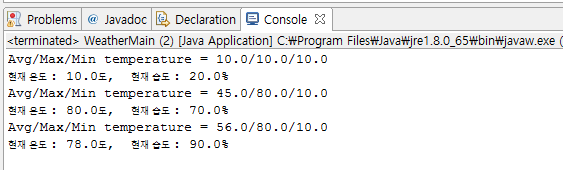 Problems @ Javadoc Declaration Console
<terminated> WeatherMain (2) [Java Application] C:₩Program Files₩Java₩jre1.8.0_65₩bin₩javaw.exe (
Avg/Max/Min temperature = 10.0/10.0/10.0
현재 온도 : 10.0도, 현재 습도 : 20.0%
Avg/Max/Min temperature = 45.0/80.0/10.0
현재 온도 : 80.0도, 현재 습도 : 70.0%
Avg/Max/Min temperature = 56.0/80.0/10.0
현재 온도 : 78.0도, 현재 습도 : 90.0%